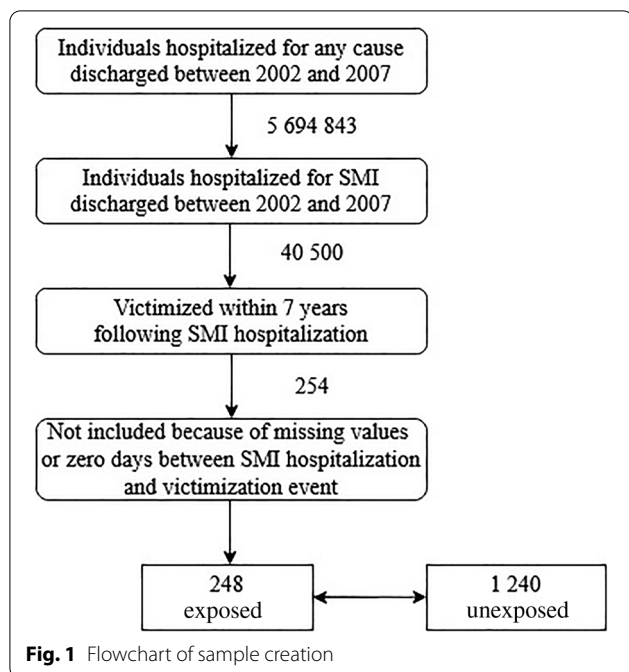 Individuals hospitalized for any cause
discharged between 2002 and 2007
5 694 843
Individuals hospitalized for SMI
discharged between 2002 and 2007
40 500
Victimized within 7 years
following SMI hospitalization
254
Not included because of missing values
or zero days between SMI hospitalization
and victimization event
248
exposed
1 240
unexposed
Fig. 1 Flowchart of sample creation